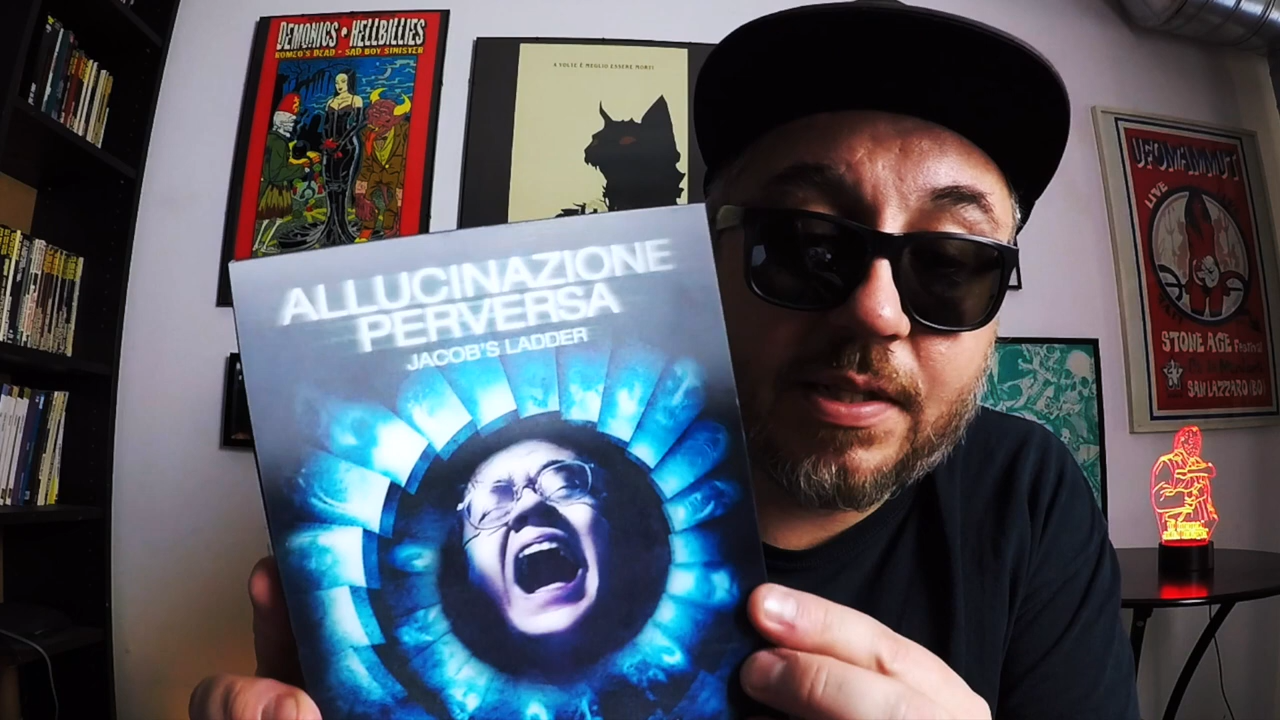 DEMONICS • HELLBILLIES
ROMEO'S DEAD • SAD BOY SINISTER
A VOLTE È MEGLIO ESSERE MORTI
ALLUCINAZIONE
PERVERSA
JACOB'S LADDER
UFOMAMMUT
LIVE
STONE AGE Festival
SAN LAZZARO (BO)